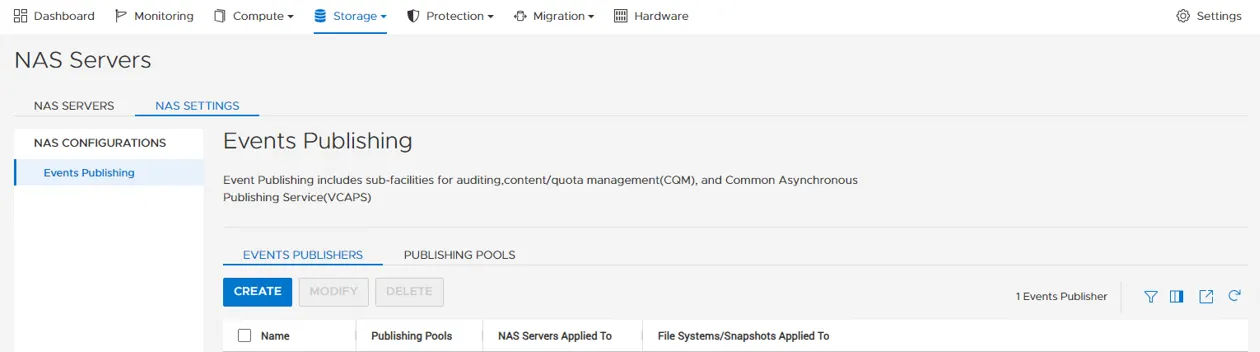 Dashboard Monitoring Compute Storage Protection Migration Hardware Settings
NAS Servers
NAS SERVERS NAS SETTINGS
NAS CONFIGURATIONS
Events Publishing
Events Publishing
Event Publishing includes sub-facilities for auditing,content/quota management(CQM), and Common Asynchronous
Publishing Service(VCAPS)
EVENTS PUBLISHERS PUBLISHING POOLS
CREATE MODIFY DELETE
1 Events Publisher
Name Publishing Pools NAS Servers Applied To File Systems/Snapshots Applied To